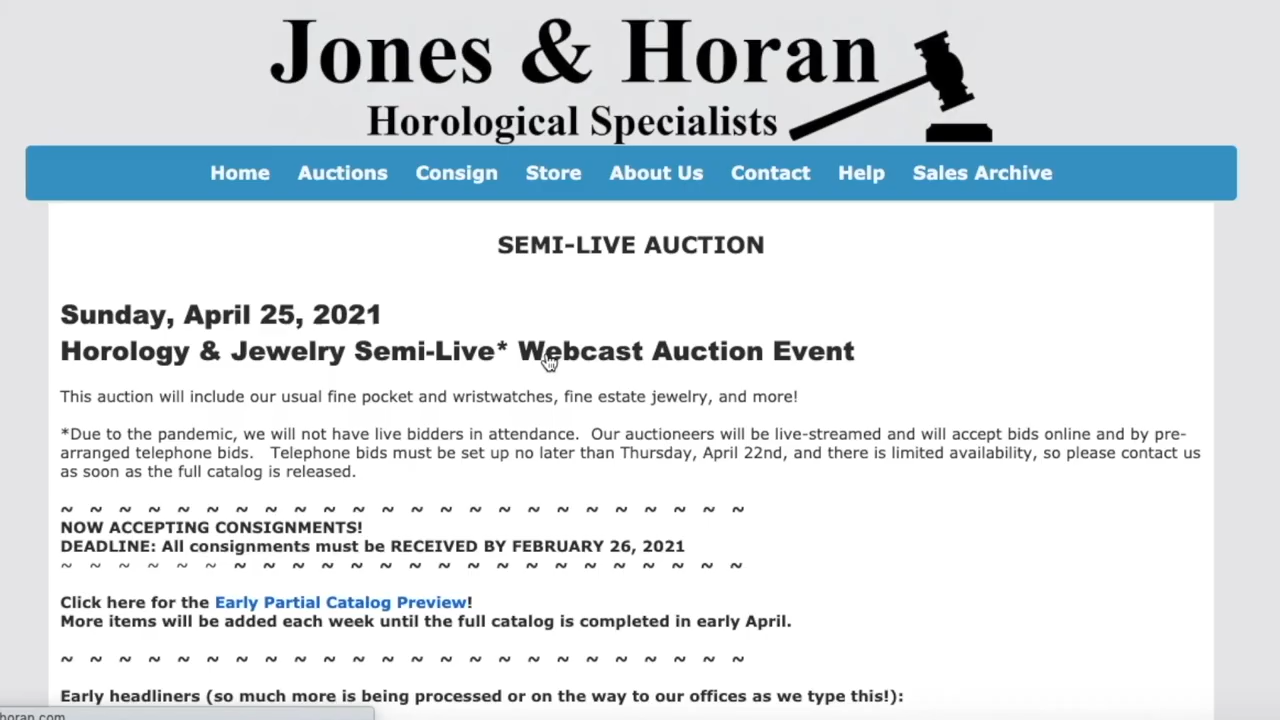 Jones & Horan
Horological Specialists
Home Auctions Consign Store About Us Contact Help Sales Archive
SEMI-LIVE AUCTION
Sunday, April 25, 2021
Horology & Jewelry Semi-Live* Webcast Auction Event
This auction will include our usual fine pocket and wristwatches, fine estate jewelry, and more!
*Due to the pandemic, we will not have live bidders in attendance.  Our auctioneers will be live-streamed and will accept bids online and by pre-
arranged telephone bids.   Telephone bids must be set up no later than Thursday, April 22nd, and there is limited availability, so please contact us
as soon as the full catalog is released.
~ ~ ~ ~ ~ ~ ~ ~ ~ ~ ~ ~ ~ ~ ~ ~ ~ ~ ~ ~ ~ ~ ~ ~
NOW ACCEPTING CONSIGNMENTS!
DEADLINE: All consignments must be RECEIVED BY FEBRUARY 26, 2021
~ ~ ~ ~ ~ ~ ~ ~ ~ ~ ~ ~ ~ ~ ~ ~ ~ ~ ~ ~ ~ ~ ~ ~
Click here for the Early Partial Catalog Preview!
More items will be added each week until the full catalog is completed in early April.
~ ~ ~ ~ ~ ~ ~ ~ ~ ~ ~ ~ ~ ~ ~ ~ ~ ~ ~ ~ ~ ~ ~ ~
Early headliners (so much more is being processed or on the way to our offices as we type this!):